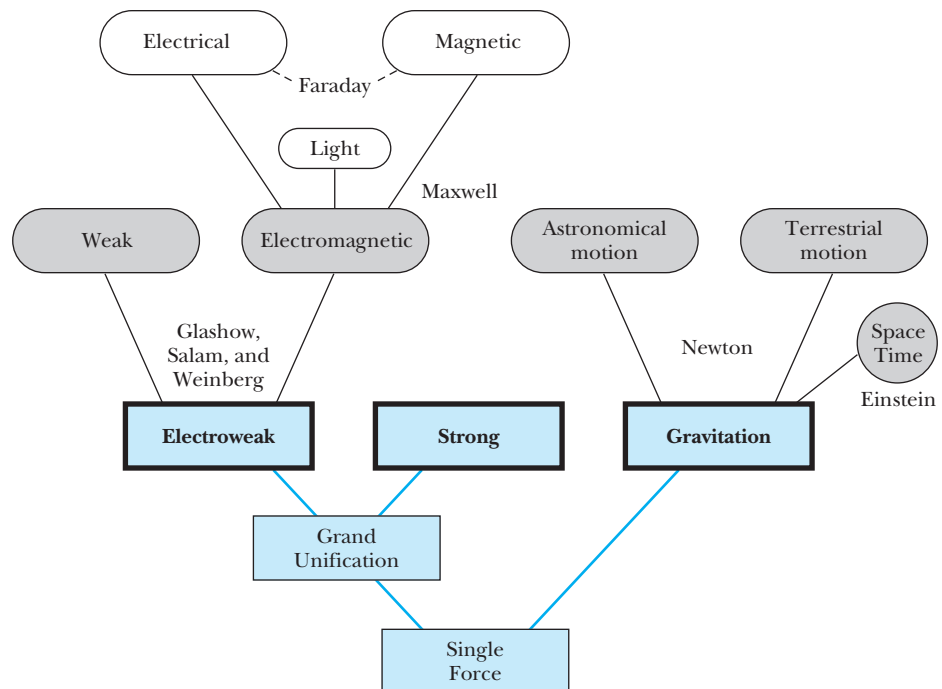 Electrical
Magnetic
Faraday
Light
Maxwell
Weak
Electromagnetic
Astronomical
motion
Terrestrial
motion
Glashow,
Salam, and
Weinberg
Newton
Space
Time
Einstein
Electroweak
Strong
Gravitation
Grand
Unification
Single
Force